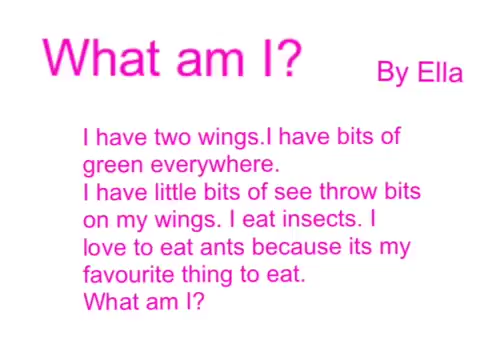 What am I?
By Ella
I have two wings.I have bits of
green everywhere.
I have little bits of see throw bits
on my wings. I eat insects. I
love to eat ants because its my
favourite thing to eat.
What am I?